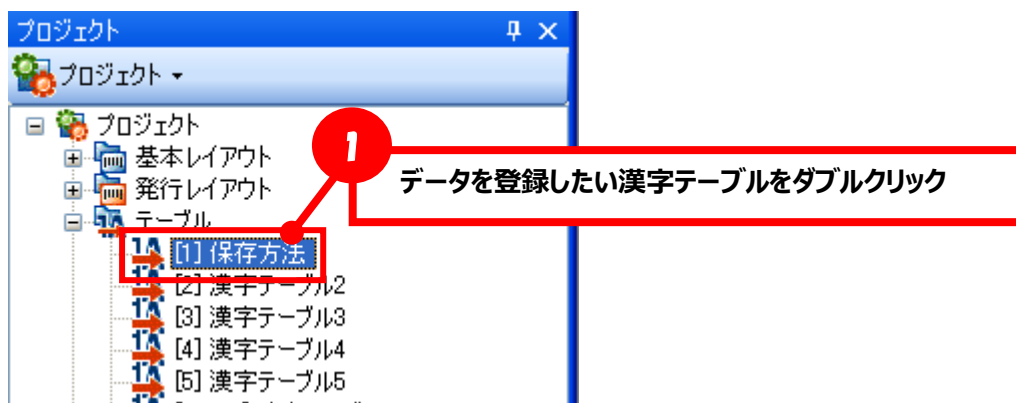 プロジェクト
プロジェクト
プロジェクト
基本レイアウト
発行レイアウト
テーブル
[1] 保存方法
[2] 漢字テーブル2
[3] 漢字テーブル3
[4] 漢字テーブル4
[5] 漢字テーブル5
1
データを登録したい漢字テーブルをダブルクリック